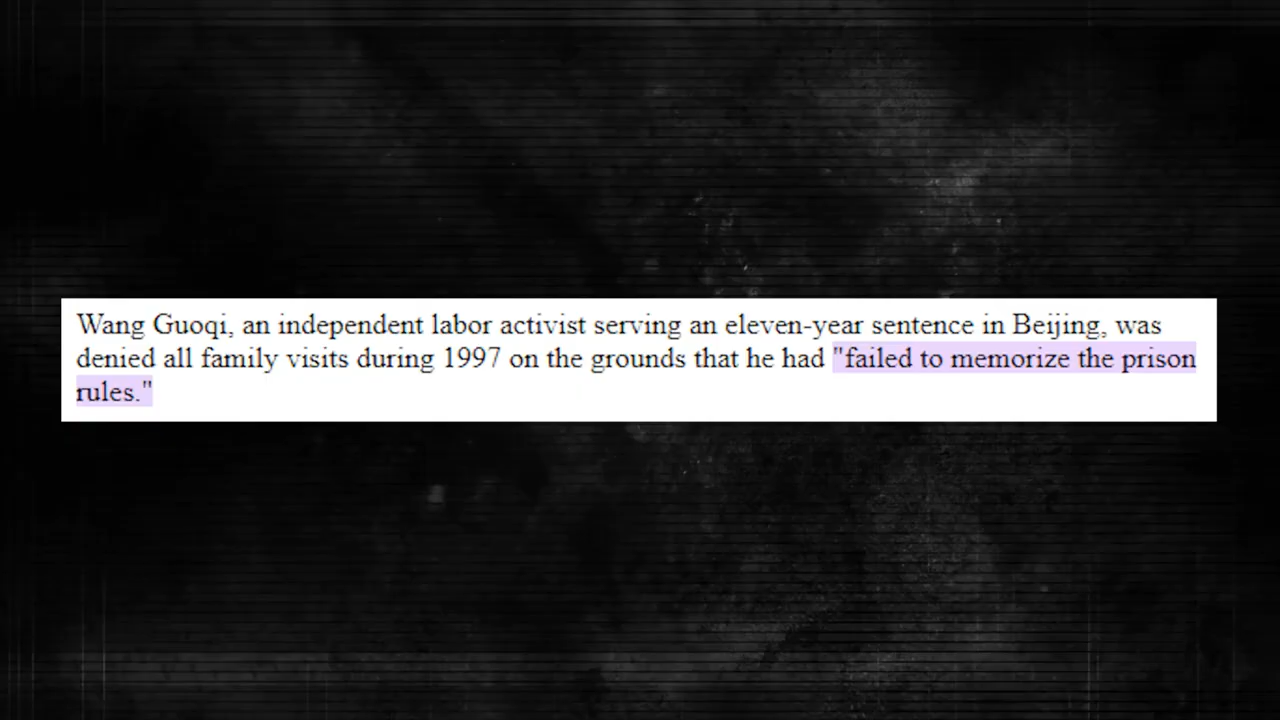 Wang Guoqi, an independent labor activist serving an eleven-year sentence in Beijing, was
denied all family visits during 1997 on the grounds that he had "failed to memorize the prison
rules."